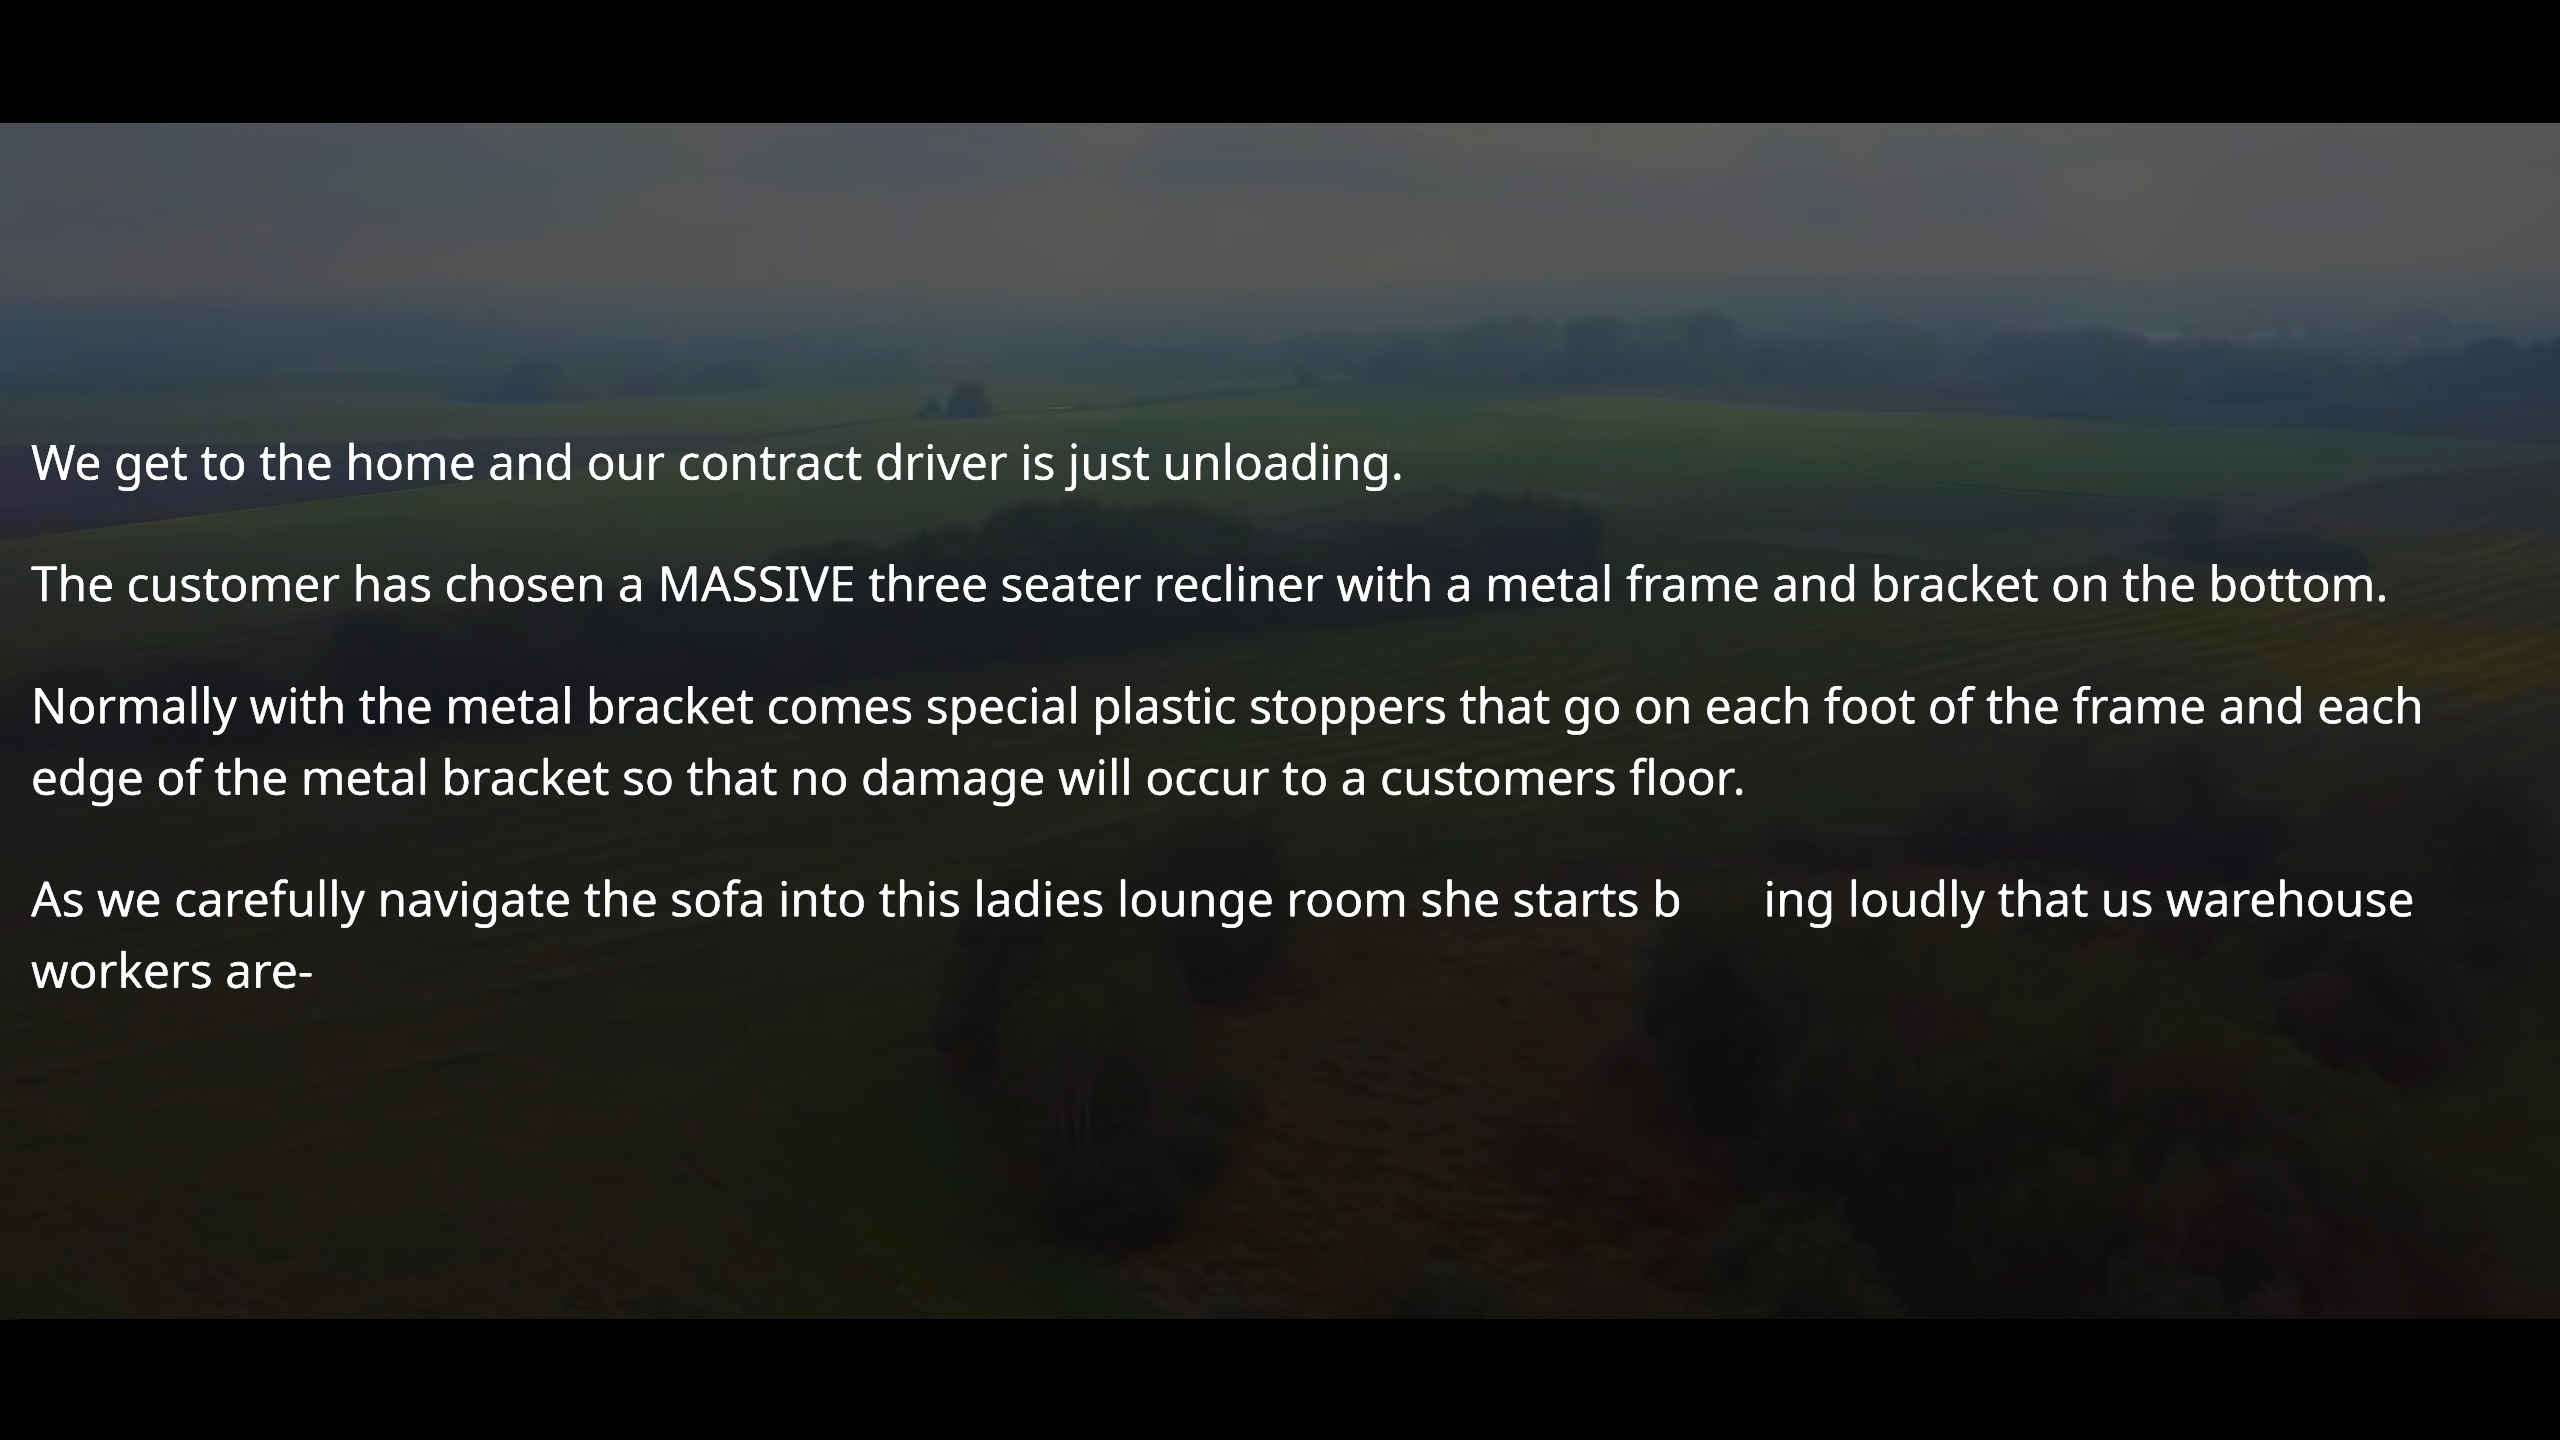 We get to the home and our contract driver is just unloading.
The customer has chosen a MASSIVE three seater recliner with a metal frame and bracket on the bottom.
Normally with the metal bracket comes special plastic stoppers that go on each foot of the frame and each
edge of the metal bracket so that no damage will occur to a customers floor.
As we carefully navigate the sofa into this ladies lounge room she starts b ing loudly that us warehouse
workers are-